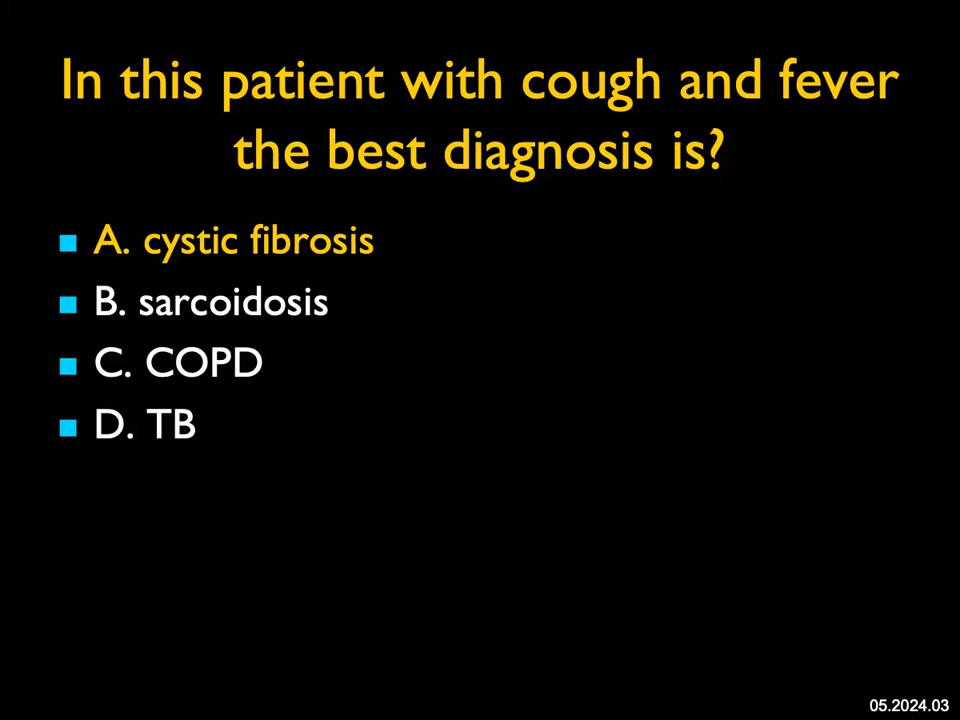 In this patient with cough and fever
the best diagnosis is?
A. cystic fibrosis
B. sarcoidosis
C. COPD
D. TB
05.2024.03